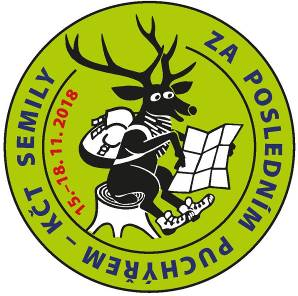 ZA POSLEDNÍM PUCHÝŘEM – KČT SEMILY
15.–18. 11. 2018